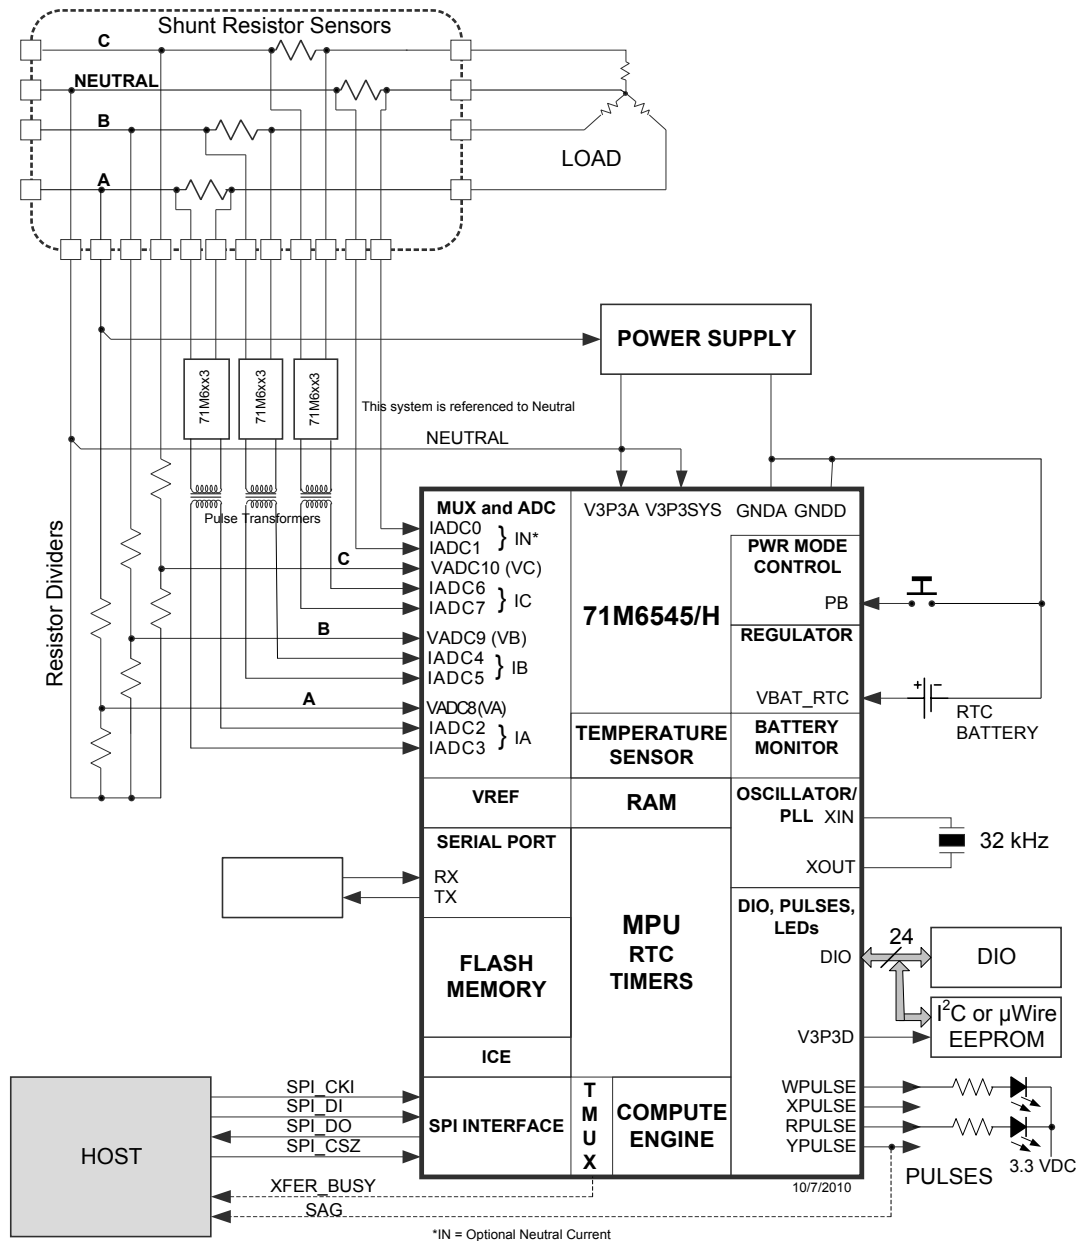 Shunt Resistor Sensors
C
NEUTRAL
B
A
LOAD
POWER SUPPLY
71M6xx3
71M6xx3
71M6xx3
This system is referenced to Neutral
NEUTRAL
Resistor Dividers
Pulse Transformers
C
B
A
MUX and ADC
IADC0
IADC1
} IN*
VADC10 (VC)
IADC6
IADC7
} IC
VADC9 (VB)
IADC4
IADC5
} IB
VADC8(VA)
IADC2
IADC3
} IA
V3P3A V3P3SYS GNDA GNDD
71M6545/H
PWR MODE
CONTROL
PB
REGULATOR
VBAT_RTC
+ −
RTC
BATTERY
TEMPERATURE
SENSOR
BATTERY
MONITOR
VREF
RAM
OSCILLATOR/
PLL XIN
XOUT
32 kHz
SERIAL PORT
RX
TX
MPU
RTC
TIMERS
DIO, PULSES,
LEDs
DIO
24
DIO
FLASH
MEMORY
I²C or µWire
EEPROM
V3P3D
ICE
HOST
SPI_CKI
SPI_DI
SPI_DO
SPI_CSZ
SPI INTERFACE
T
M
U
X
COMPUTE
ENGINE
WPULSE
XPULSE
RPULSE
YPULSE
PULSES
3.3 VDC
XFER_BUSY
SAG
10/7/2010
*IN = Optional Neutral Current